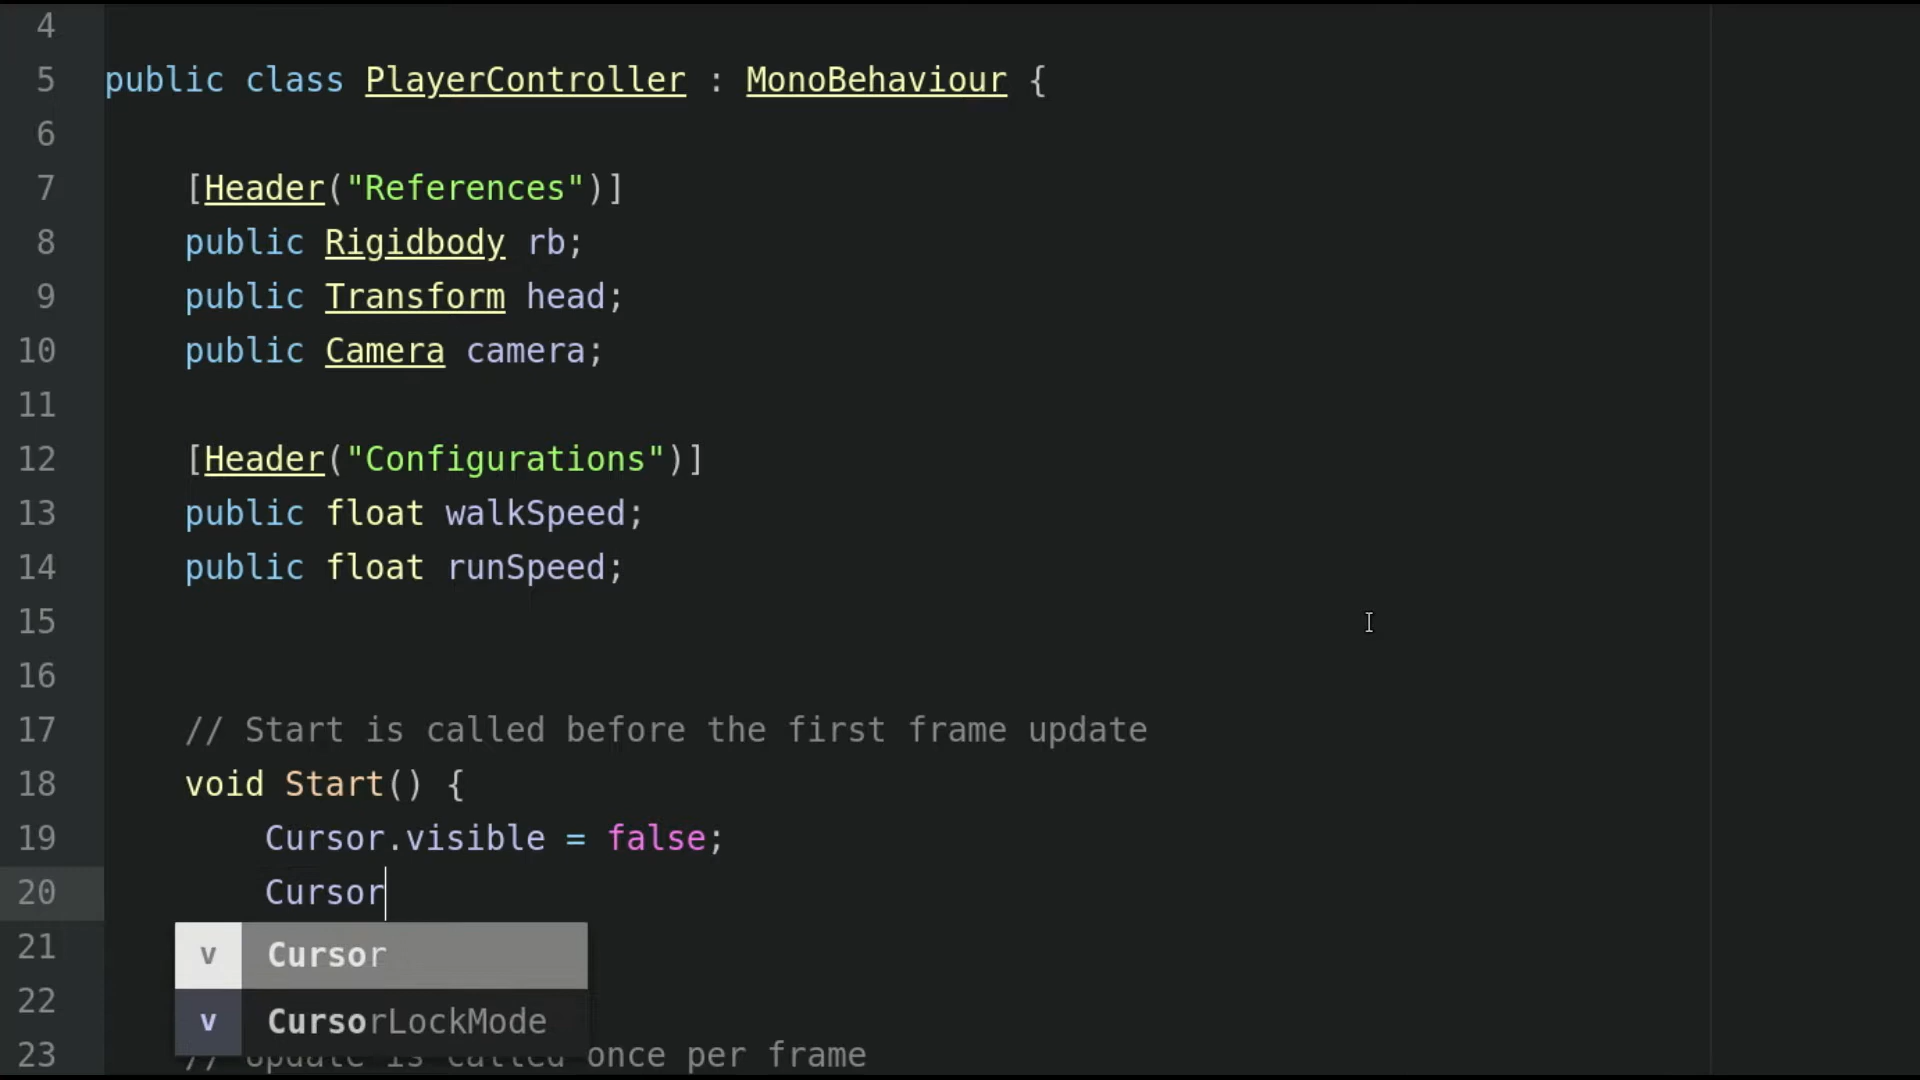 4
5 public class PlayerController : MonoBehaviour {
6
7 [Header("References")]
8 public Rigidbody rb;
9 public Transform head;
10 public Camera camera;
11
12 [Header("Configurations")]
13 public float walkSpeed;
14 public float runSpeed;
15
16
17 // Start is called before the first frame update
18 void Start() {
19 Cursor.visible = false;
20 Cursor
21 v Cursor
22 v CursorLockMode
23 // Update is called once per frame